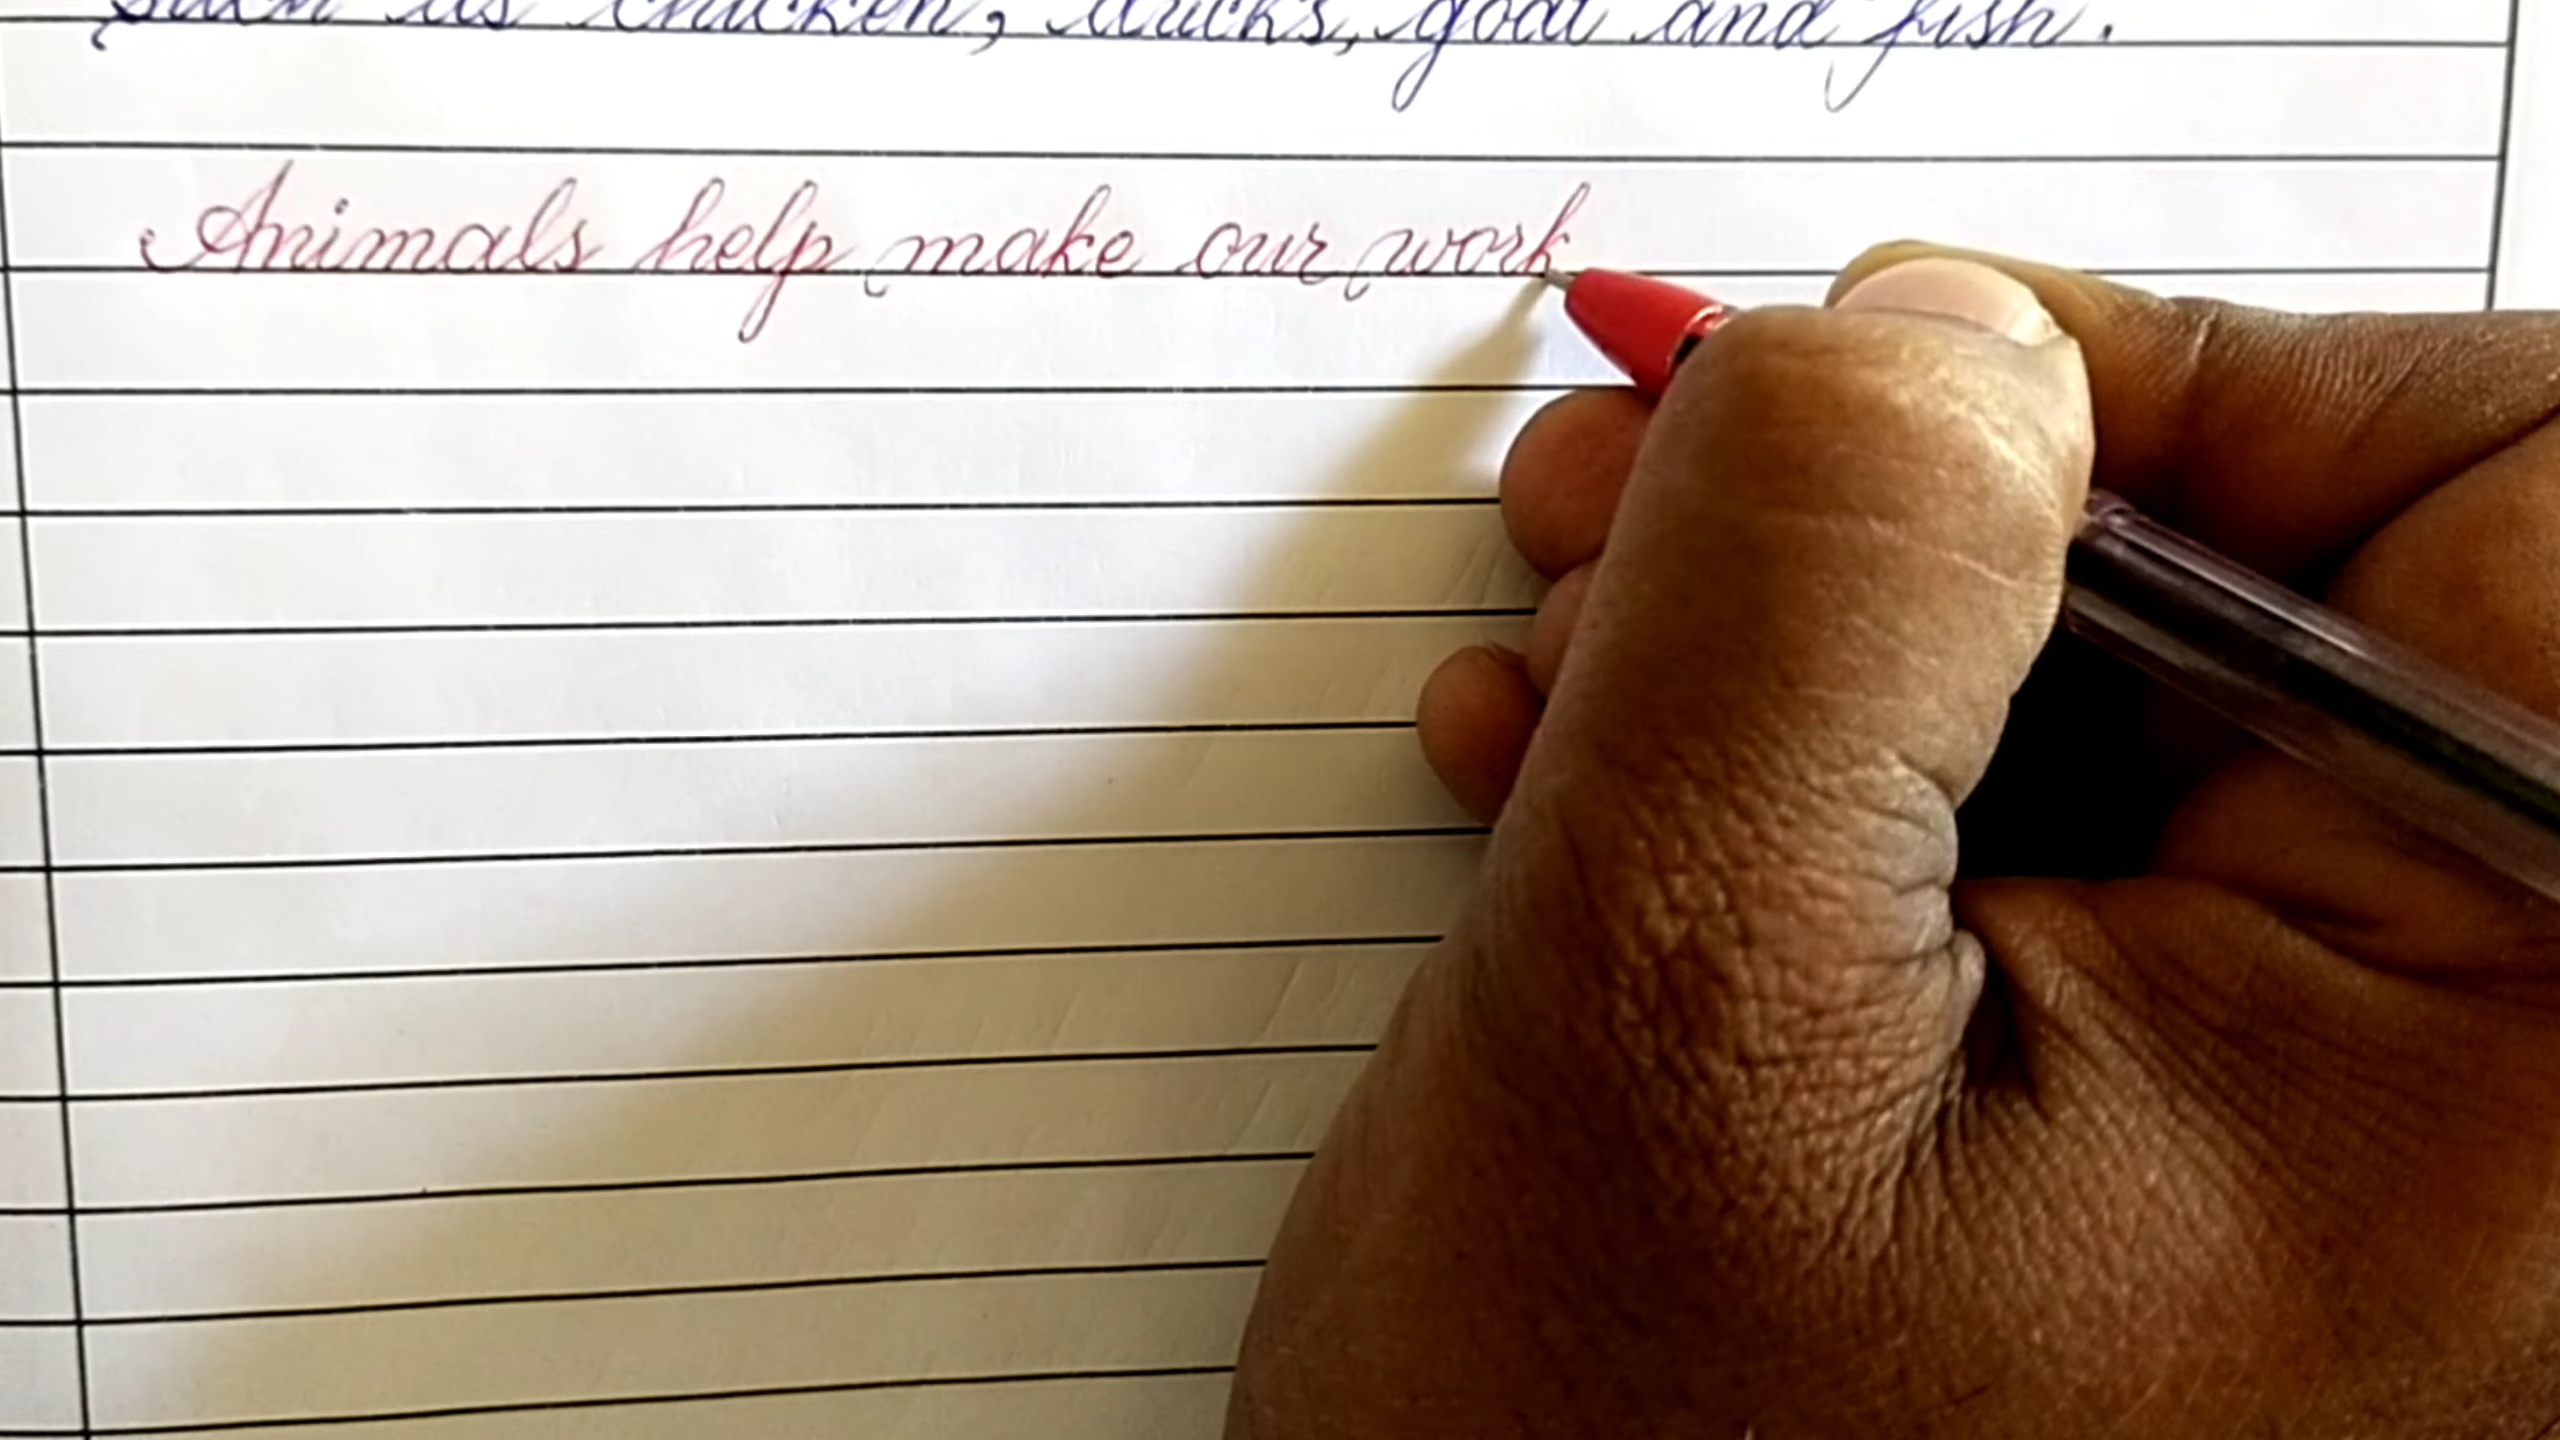 such as chicken, ducks, goat and fish.
Animals help make our work